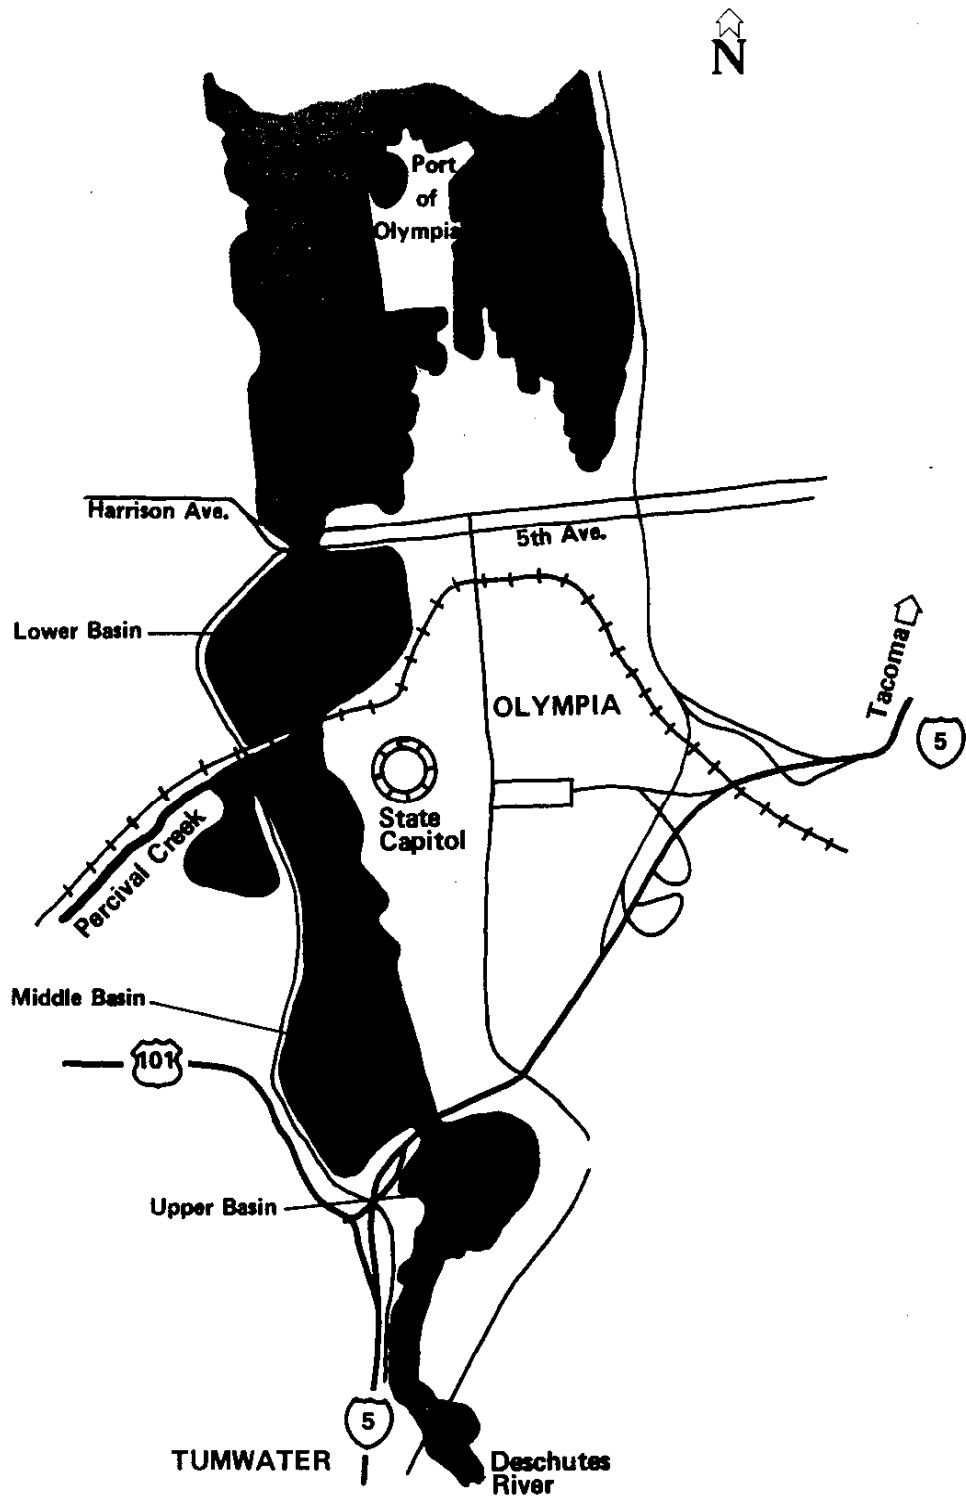 N
Port
of
Olympia
Harrison Ave.
5th Ave.
Lower Basin
Tacoma
OLYMPIA
5
State
Capitol
Percival Creek
Middle Basin
101
Upper Basin
5
TUMWATER
Deschutes
River